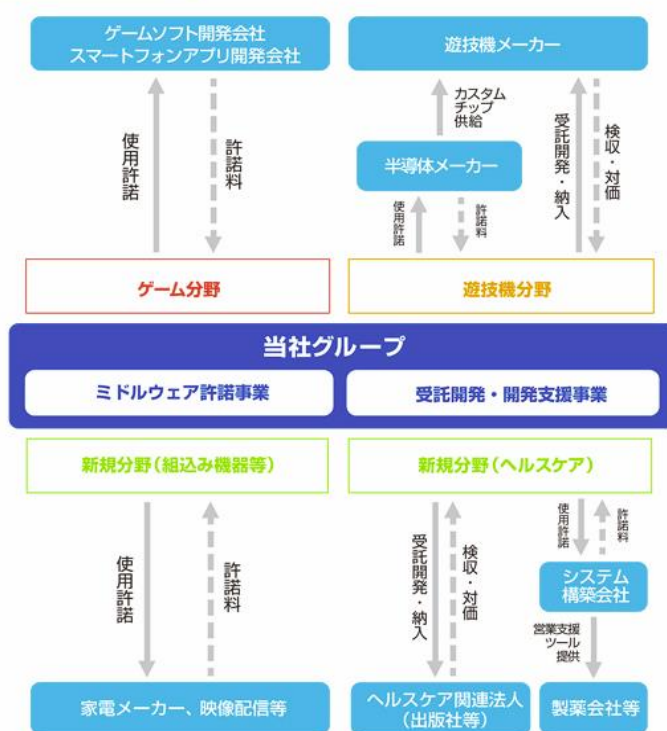 ゲームソフト開発会社
スマートフォンアプリ開発会社
遊技機メーカー
使用許諾
許諾料
カスタム
チップ
供給
半導体メーカー
使用許諾
許諾料
受託開発・納入
検収・対価
ゲーム分野
遊技機分野
当社グループ
ミドルウェア許諾事業
受託開発・開発支援事業
新規分野(組込み機器等)
新規分野(ヘルスケア)
使用許諾
許諾料
受託開発・納入
検収・対価
使用許諾
許諾料
システム
構築会社
営業支援
ツール
提供
家電メーカー、映像配信等
ヘルスケア関連法人
(出版社等)
製薬会社等